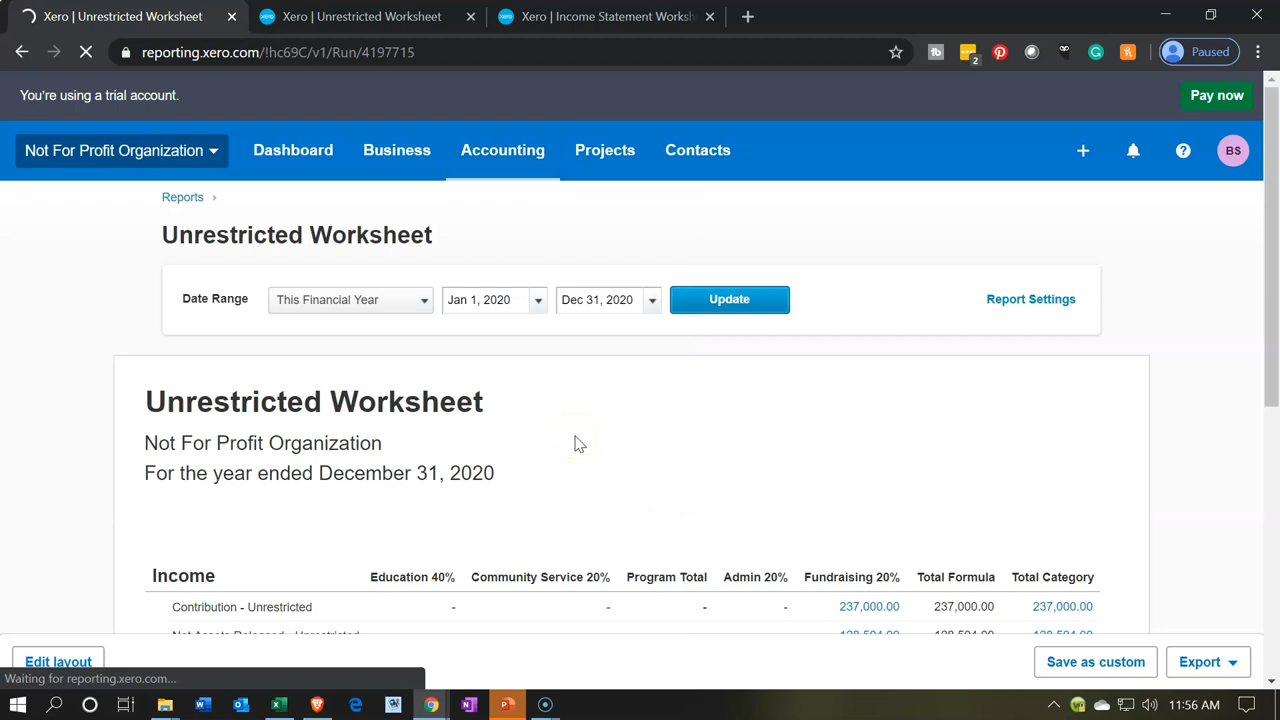 Xero | Unrestricted Worksheet
Xero | Unrestricted Worksheet
Xero | Income Statement Worksh
reporting.xero.com/!hc69C/v1/Run/4197715
2
Paused
You're using a trial account.
Pay now
Not For Profit Organization
Dashboard
Business
Accounting
Projects
Contacts
BS
Reports
Unrestricted Worksheet
Date Range
This Financial Year
Jan 1, 2020
Dec 31, 2020
Update
Report Settings
Unrestricted Worksheet
Not For Profit Organization
For the year ended December 31, 2020
Income Education 40% Community Service 20% Program Total Admin 20% Fundraising 20% Total Formula Total Category
Contribution - Unrestricted - - - - 237,000.00 237,000.00 237,000.00
Net Assets Released - Unrestricted
Edit layout
Save as custom
Export
Waiting for reporting.xero.com...
11:56 AM